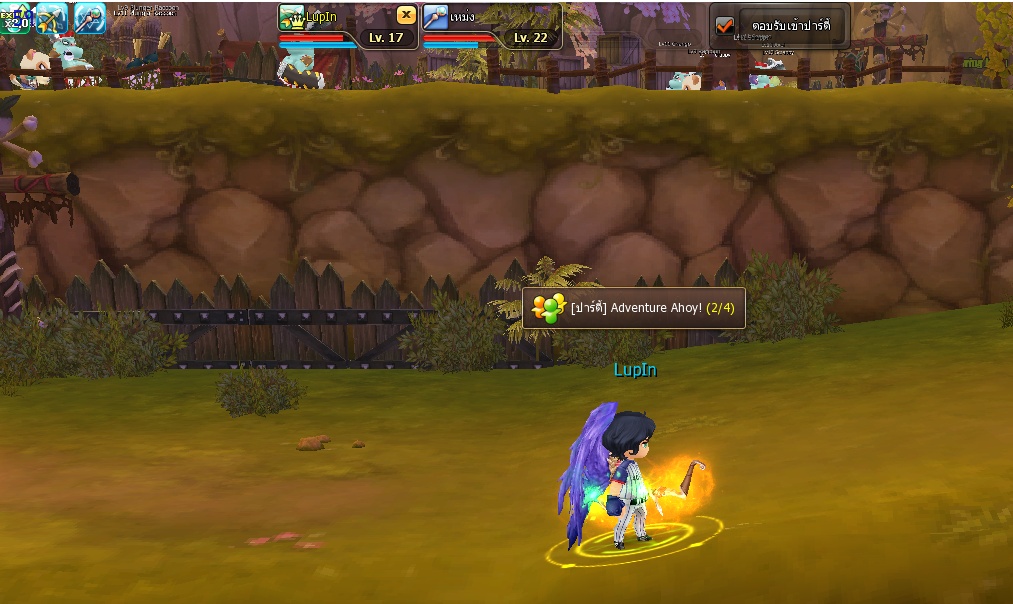 EXP
x2.0
LupIn
Lv. 17
เหม่ง
Lv. 22
ตอบรับเข้าปาร์ตี้
[ปาร์ตี้] Adventure Ahoy! (2/4)
LupIn